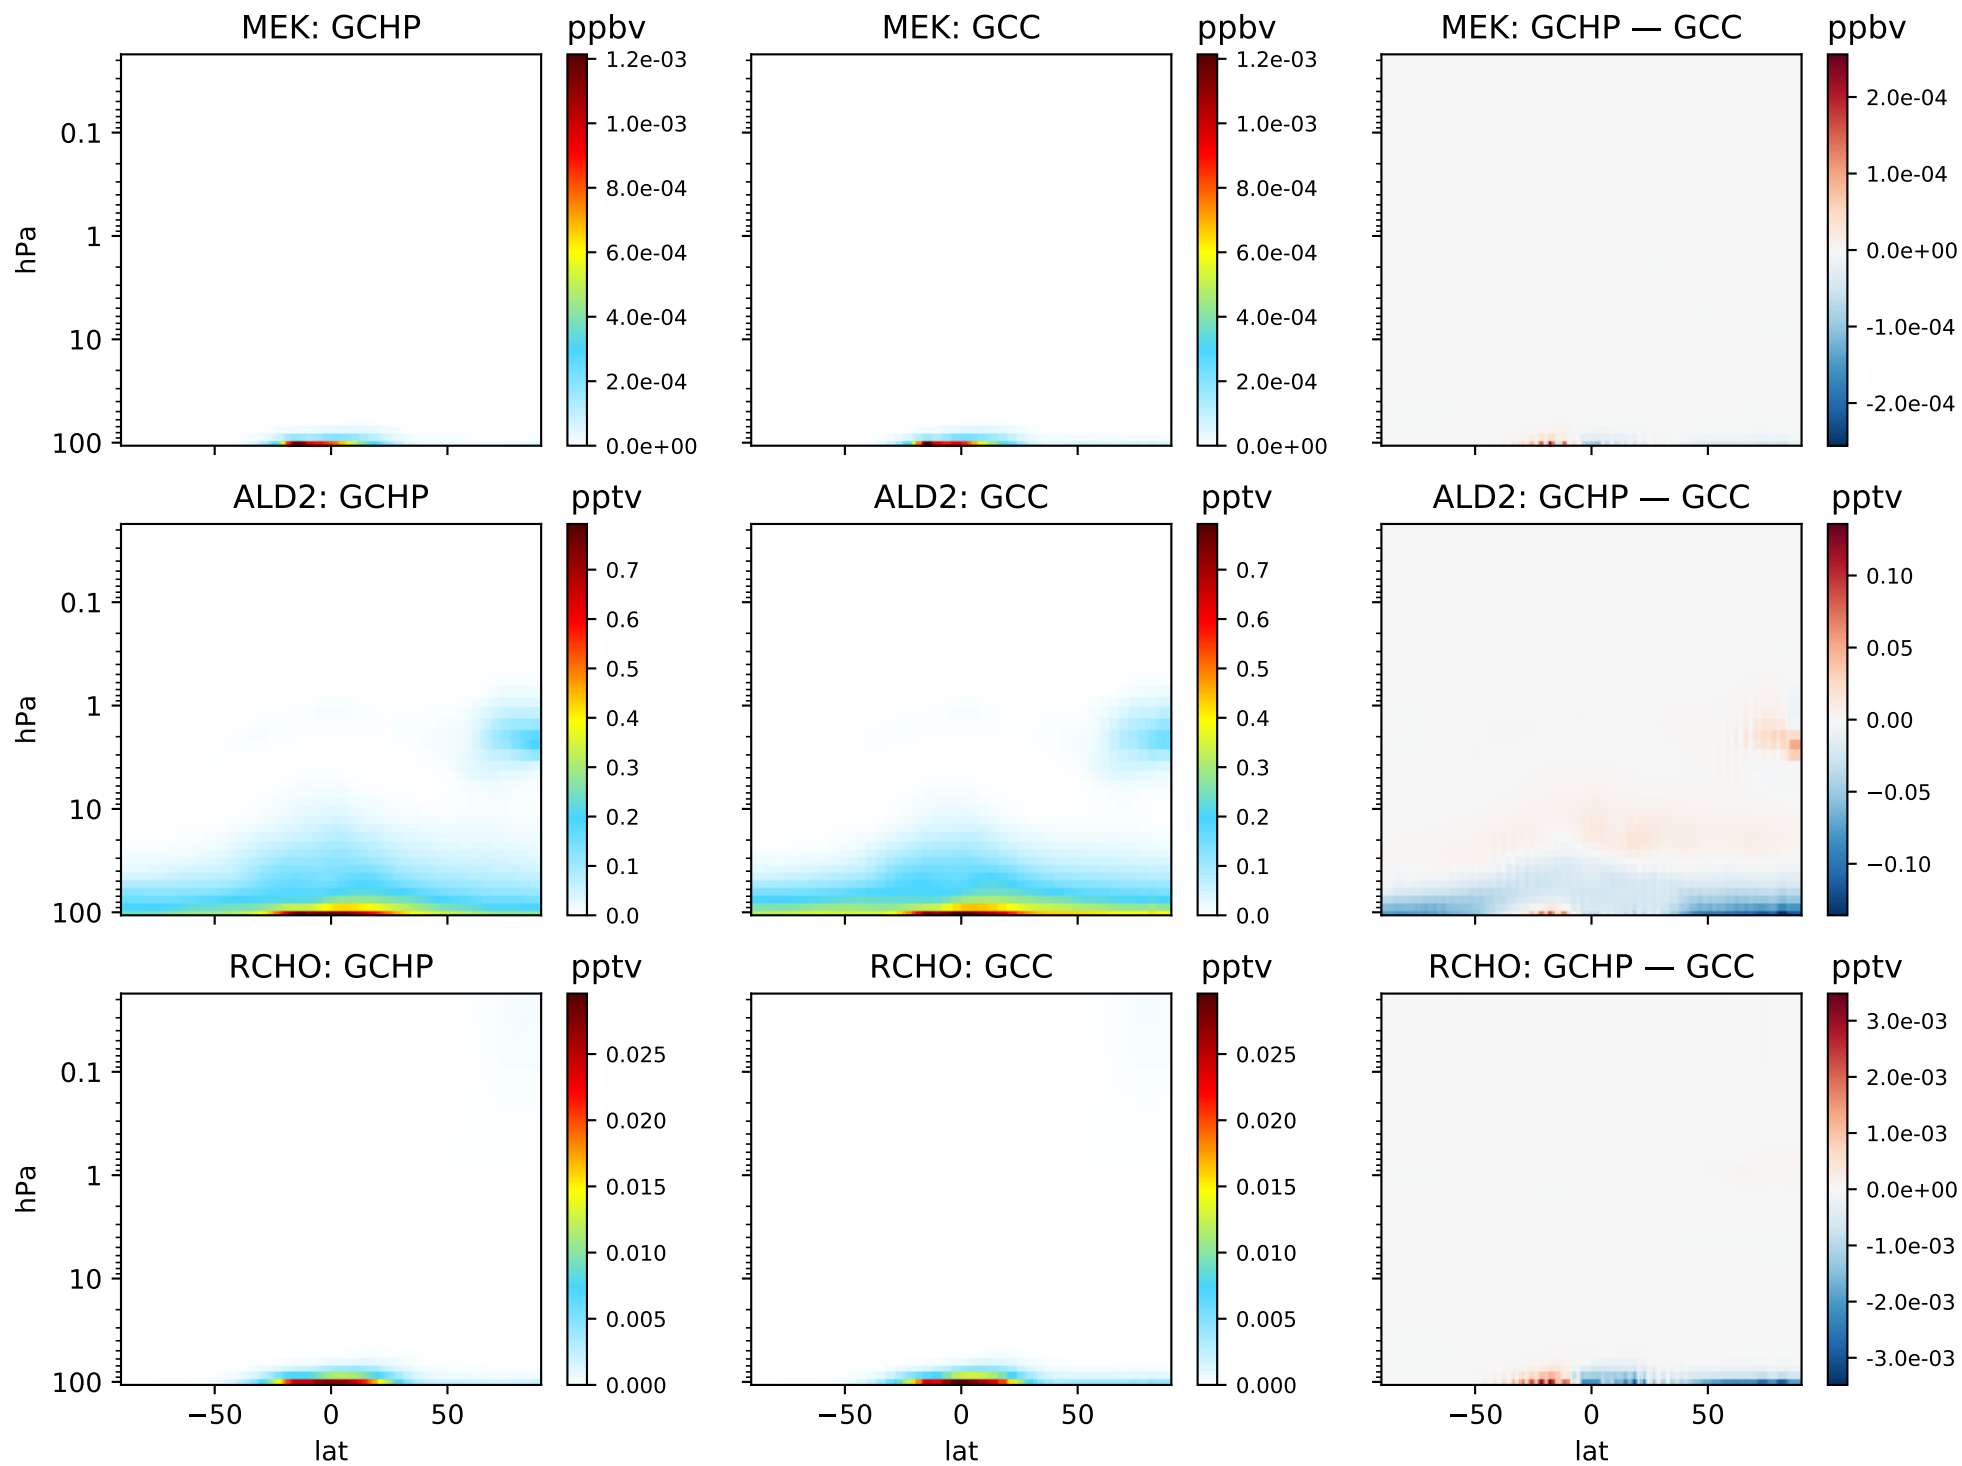 MEK: GCHP ppbv MEK: GCC ppbv MEK: GCHP — GCC ppbv
1.2e-03 1.2e-03
2.0e-04
1.0e-03 1.0e-03
0.1
8.0e-04 8.0e-04 1.0e-04
hPa 1 6.0e-04 6.0e-04 0.0e+00
4.0e-04 4.0e-04 -1.0e-04
10
2.0e-04 2.0e-04 -2.0e-04
100 0.0e+00 0.0e+00
ALD2: GCHP pptv ALD2: GCC pptv ALD2: GCHP — GCC pptv
0.7 0.7 0.10
0.1 0.6 0.6
0.5 0.5 0.05
hPa 1 0.4 0.4 0.00
0.3 0.3
10 0.2 0.2 −0.05
0.1 0.1 −0.10
100 0.0 0.0
RCHO: GCHP pptv RCHO: GCC pptv RCHO: GCHP — GCC pptv
0.025 0.025 3.0e-03
0.1 2.0e-03
0.020 0.020 1.0e-03
hPa 1 0.015 0.015 0.0e+00
0.010 0.010 -1.0e-03
10 0.005 0.005 -2.0e-03
100 0.000 0.000 -3.0e-03
−50 0 50 −50 0 50 −50 0 50
lat lat lat